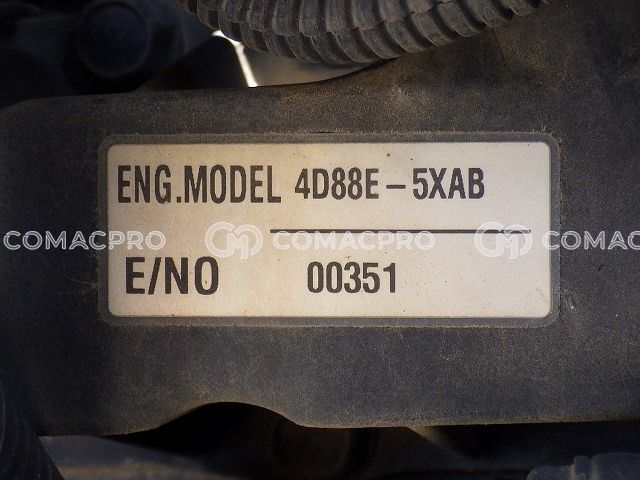 ENG.MODEL 4D88E-5XAB
COMACPRO COMACPRO COMACPRO
E/NO 00351